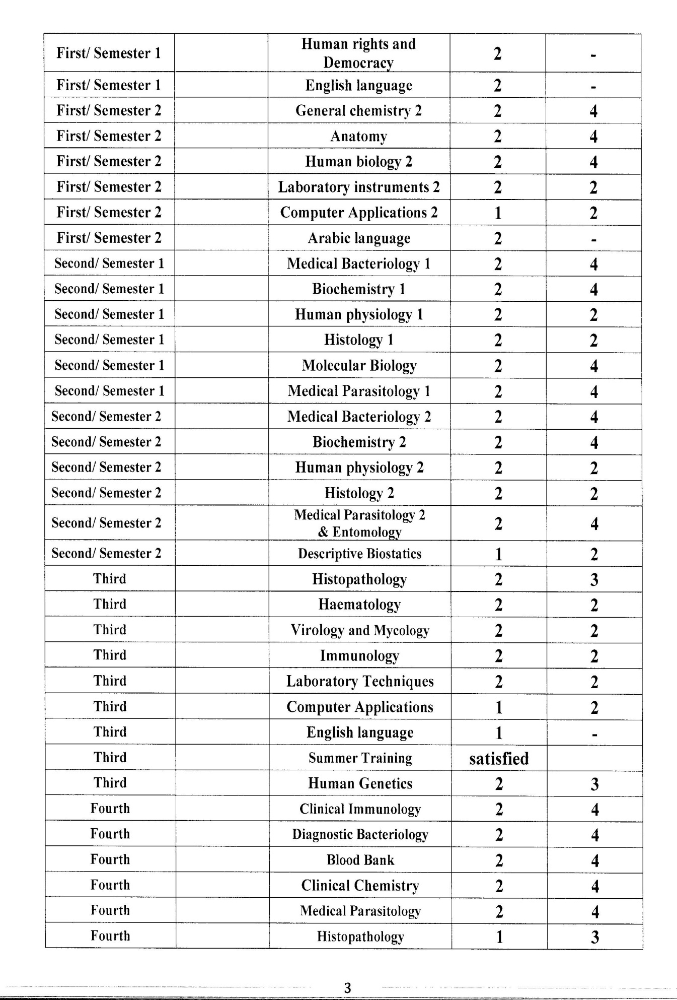 First/ Semester 1 Human rights and
Democracy 2 -
First/ Semester 1 English language 2 -
First/ Semester 2 General chemistry 2 2 4
First/ Semester 2 Anatomy 2 4
First/ Semester 2 Human biology 2 2 4
First/ Semester 2 Laboratory instruments 2 2 2
First/ Semester 2 Computer Applications 2 1 2
First/ Semester 2 Arabic language 2 -
Second/ Semester 1 Medical Bacteriology 1 2 4
Second/ Semester 1 Biochemistry 1 2 4
Second/ Semester 1 Human physiology 1 2 2
Second/ Semester 1 Histology 1 2 2
Second/ Semester 1 Molecular Biology 2 4
Second/ Semester 1 Medical Parasitology 1 2 4
Second/ Semester 2 Medical Bacteriology 2 2 4
Second/ Semester 2 Biochemistry 2 2 4
Second/ Semester 2 Human physiology 2 2 2
Second/ Semester 2 Histology 2 2 2
Second/ Semester 2 Medical Parasitology 2
& Entomology 2 4
Second/ Semester 2 Descriptive Biostatics 1 2
Third Histopathology 2 3
Third Haematology 2 2
Third Virology and Mycology 2 2
Third Immunology 2 2
Third Laboratory Techniques 2 2
Third Computer Applications 1 2
Third English language 1 -
Third Summer Training satisfied
Third Human Genetics 2 3
Fourth Clinical Immunology 2 4
Fourth Diagnostic Bacteriology 2 4
Fourth Blood Bank 2 4
Fourth Clinical Chemistry 2 4
Fourth Medical Parasitology 2 4
Fourth Histopathology 1 3
3